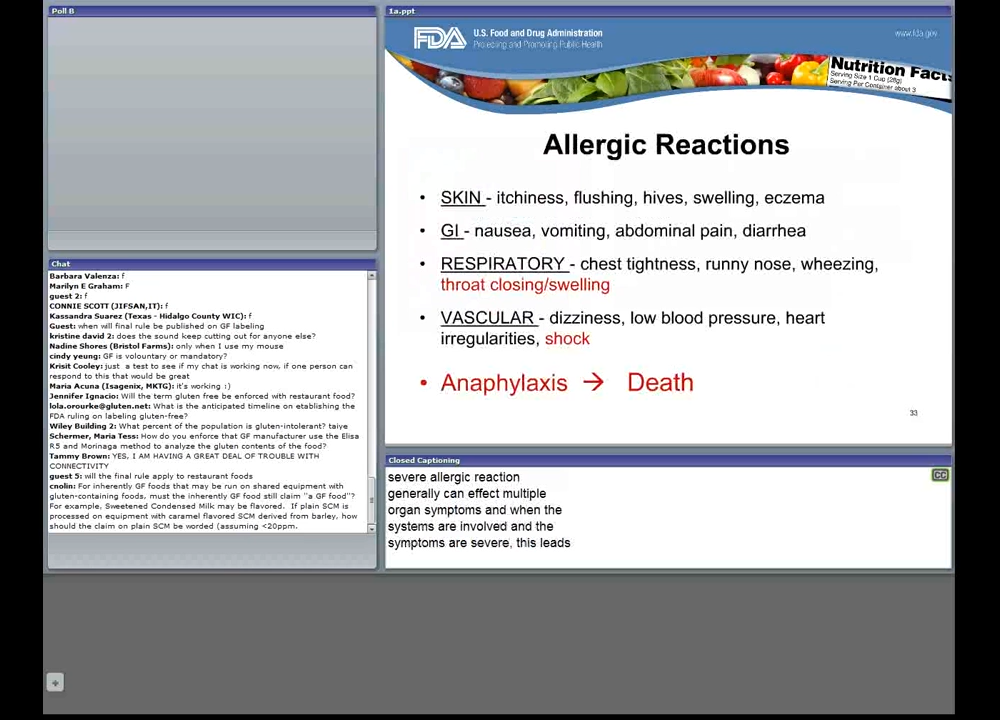 Poll B
Chat
Barbara Valenza: f
Marilyn E Graham: F
guest 2: f
CONNIE SCOTT (JIFSAN,IT): f
Kassandra Suarez (Texas - Hidalgo County WIC): f
Guest: when will final rule be published on GF labeling
kristine david 2: does the sound keep cutting out for anyone else?
Nadine Shores (Bristol Farms): only when I use my mouse
cindy yeung: GF is voluntary or mandatory?
Krisit Cooley: just a test to see if my chat is working now, if one person can
respond to this that would be great
Maria Acuna (Isagenix, MKTG): it's working :)
Jennifer Ignacio: Will the term gluten free be enforced with restaurant food?
lola.orourke@gluten.net: What is the anticipated timeline on etablishing the
FDA ruling on labeling gluten-free?
Wiley Building 2: What percent of the population is gluten-intolerant? taiye
Schermer, Maria Tess: How do you enforce that GF manufacturer use the Elisa
R5 and Morinaga method to analyze the gluten contents of the food?
Tammy Brown: YES, I AM HAVING A GREAT DEAL OF TROUBLE WITH
CONNECTIVITY
guest 5: will the final rule apply to restaurant foods
cnolin: For inherently GF foods that may be run on shared equipment with
gluten-containing foods, must the inherently GF food still claim "a GF food"?
For example, Sweetened Condensed Milk may be flavored. If plain SCM is
processed on equipment with caramel flavored SCM derived from barley, how
should the claim on plain SCM be worded (assuming <20ppm.
1a.ppt
FDA U.S. Food and Drug Administration
Protecting and Promoting Public Health
www.fda.gov
Nutrition Facts
Serving Size 1 Cup (28g)
Serving Per Container about 3
Allergic Reactions
• SKIN - itchiness, flushing, hives, swelling, eczema
• GI - nausea, vomiting, abdominal pain, diarrhea
• RESPIRATORY - chest tightness, runny nose, wheezing,
throat closing/swelling
• VASCULAR - dizziness, low blood pressure, heart
irregularities, shock
• Anaphylaxis → Death
33
Closed Captioning
CC
severe allergic reaction
generally can effect multiple
organ symptoms and when the
systems are involved and the
symptoms are severe, this leads